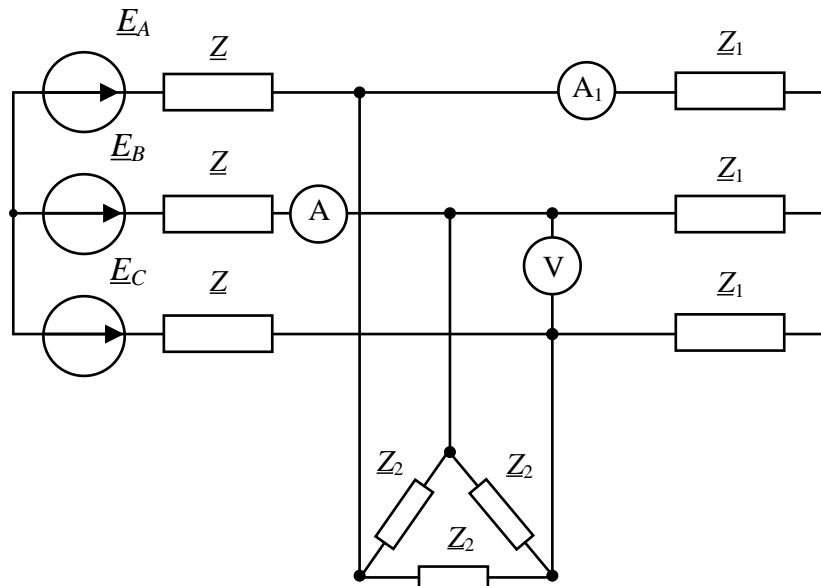 E_A Z Z₁
A₁
E_B Z Z₁
A
V
E_C Z Z₁
Z₂ Z₂
Z₂